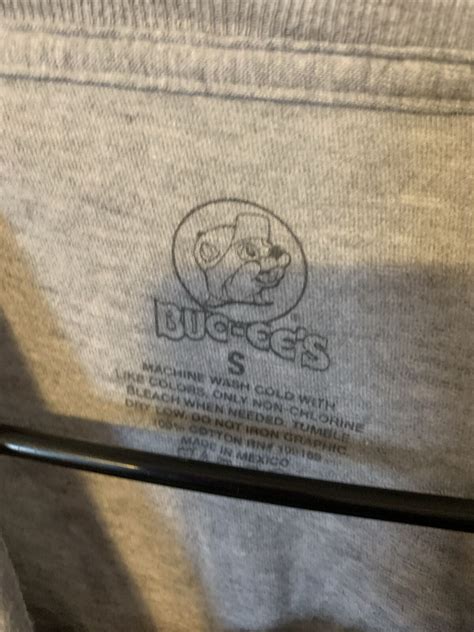 BUC-EE'S®
S
MACHINE WASH COLD WITH
LIKE COLORS, ONLY NON-CHLORINE
BLEACH WHEN NEEDED, TUMBLE
DRY LOW, DO NOT IRON GRAPHIC
100% COTTON RN#
MADE IN MEXICO